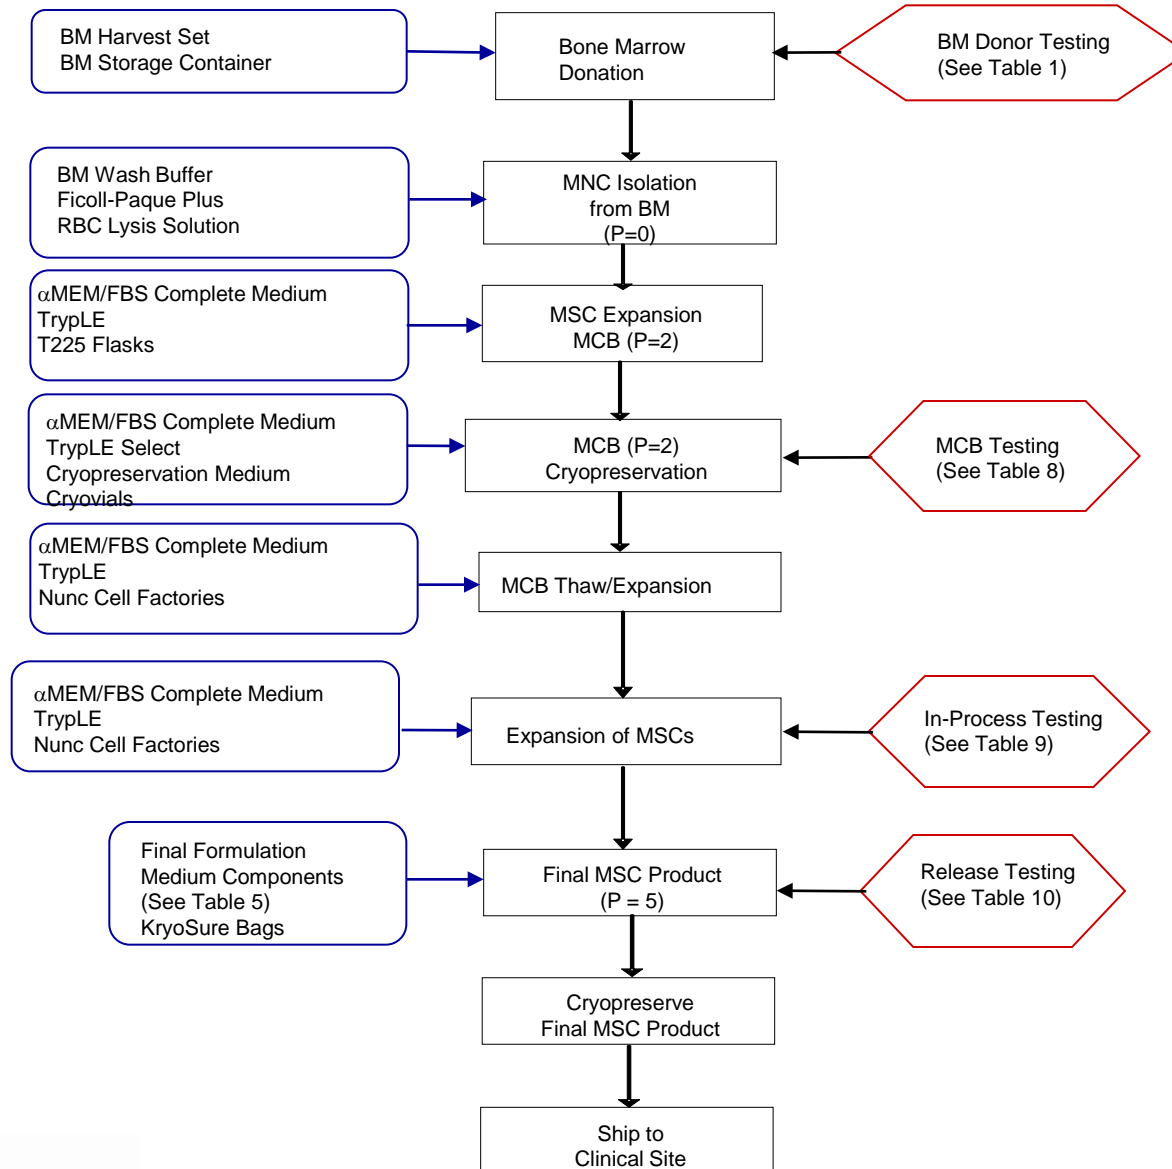 BM Harvest Set
BM Storage Container
Bone Marrow
Donation
BM Donor Testing
(See Table 1)
BM Wash Buffer
Ficoll-Paque Plus
RBC Lysis Solution
MNC Isolation
from BM
(P=0)
αMEM/FBS Complete Medium
TrypLE
T225 Flasks
MSC Expansion
MCB (P=2)
αMEM/FBS Complete Medium
TrypLE Select
Cryopreservation Medium
Cryovials
MCB (P=2)
Cryopreservation
MCB Testing
(See Table 8)
αMEM/FBS Complete Medium
TrypLE
Nunc Cell Factories
MCB Thaw/Expansion
αMEM/FBS Complete Medium
TrypLE
Nunc Cell Factories
Expansion of MSCs
In-Process Testing
(See Table 9)
Final Formulation
Medium Components
(See Table 5)
KryoSure Bags
Final MSC Product
(P = 5)
Release Testing
(See Table 10)
Cryopreserve
Final MSC Product
Ship to
Clinical Site